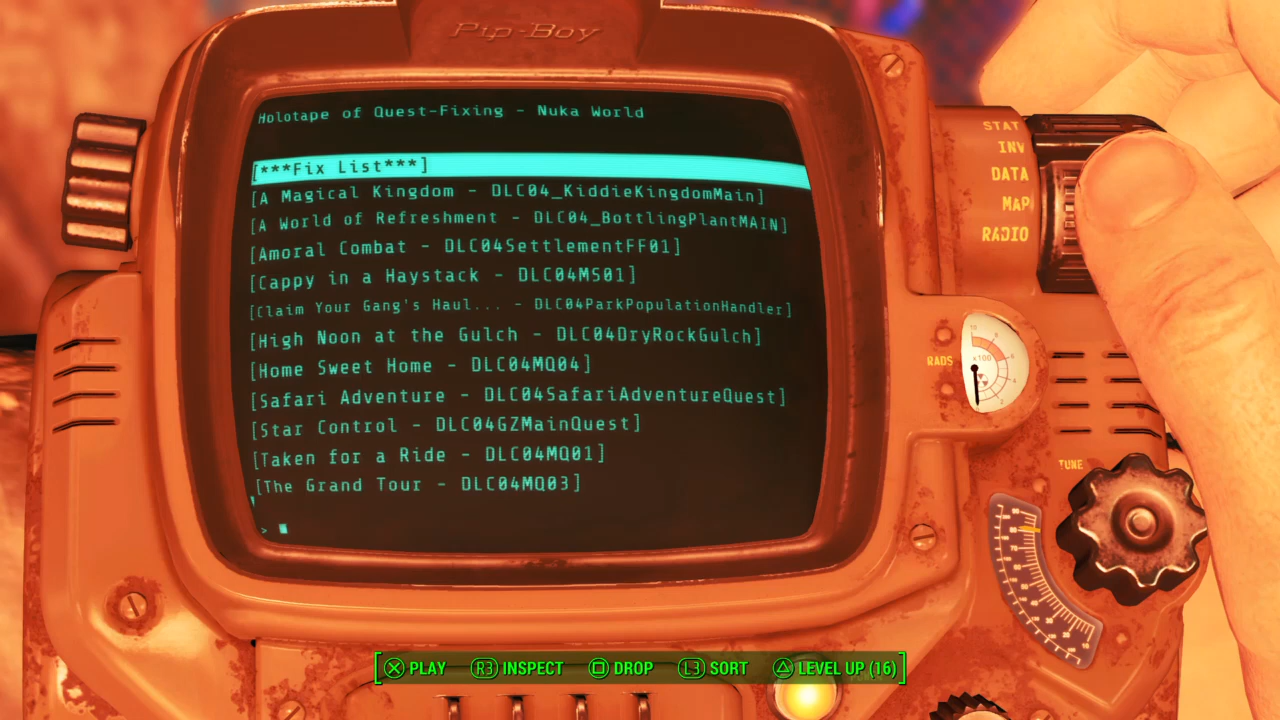 Pip-Boy
Holotape of Quest-Fixing - Nuka World
[***Fix List***]
[A Magical Kingdom - DLC04_KiddieKingdomMain]
[A World of Refreshment - DLC04_BottlingPlantMAIN]
[Amoral Combat - DLC04SettlementFF01]
[Cappy in a Haystack - DLC04MS01]
[Claim Your Gang's Haul... - DLC04ParkPopulationHandler]
[High Noon at the Gulch - DLC04DryRockGulch]
[Home Sweet Home - DLC04MQ04]
[Safari Adventure - DLC04SafariAdventureQuest]
[Star Control - DLC04GZMainQuest]
[Taken for a Ride - DLC04MQ01]
[The Grand Tour - DLC04MQ03]
>
STAT
INV
DATA
MAP
RADIO
RADS
x100
TUNE
X PLAY R3 INSPECT DROP L3 SORT LEVEL UP (16)